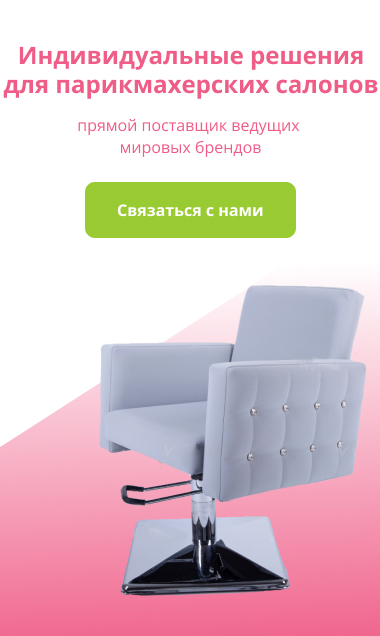 Индивидуальные решения
для парикмахерских салонов
прямой поставщик ведущих
мировых брендов
Связаться с нами